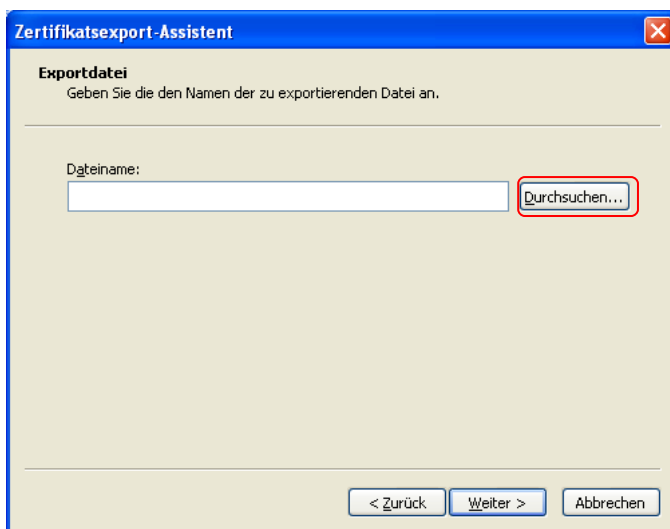 Zertifikatsexport-Assistent
Exportdatei
Geben Sie die den Namen der zu exportierenden Datei an.
Dateiname:
Durchsuchen...
< Zurück Weiter > Abbrechen